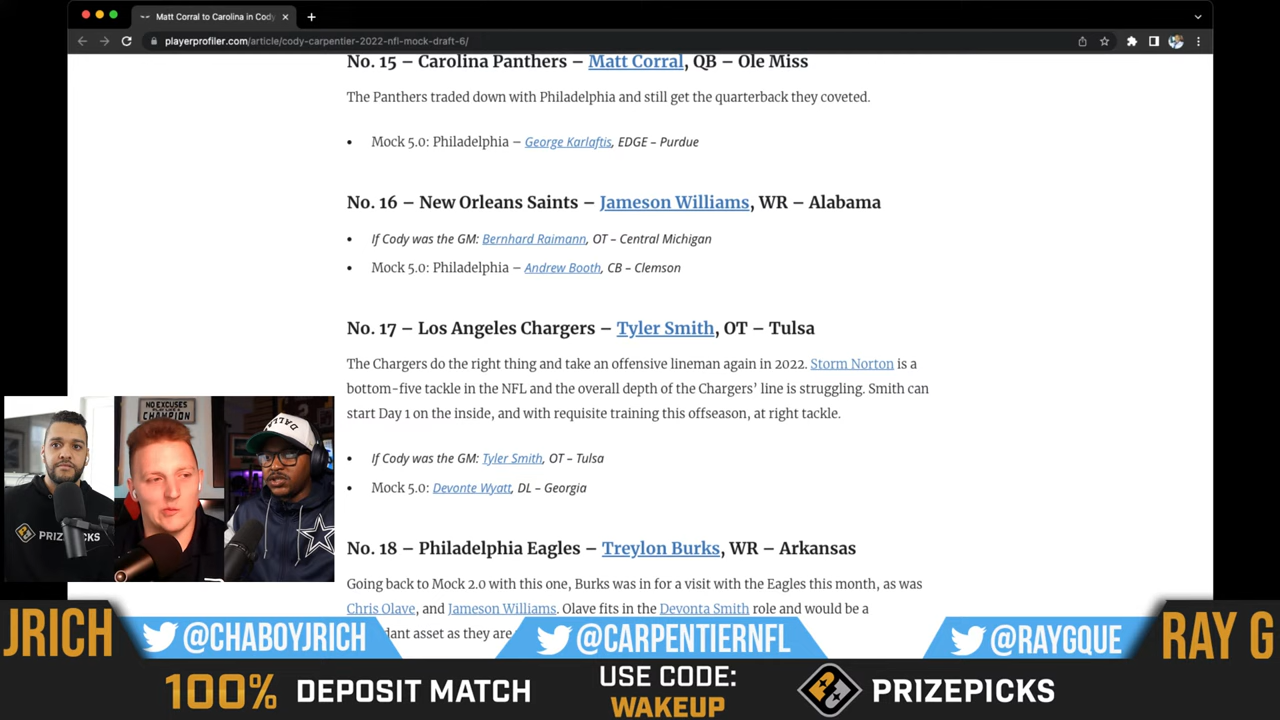 Matt Corral to Carolina in Cody
playerprofiler.com/article/cody-carpentier-2022-nfl-mock-draft-6/
No. 15 – Carolina Panthers – Matt Corral, QB – Ole Miss
The Panthers traded down with Philadelphia and still get the quarterback they coveted.
• Mock 5.0: Philadelphia – George Karlaftis, EDGE – Purdue
No. 16 – New Orleans Saints – Jameson Williams, WR – Alabama
• If Cody was the GM: Bernhard Raimann, OT – Central Michigan
• Mock 5.0: Philadelphia – Andrew Booth, CB – Clemson
No. 17 – Los Angeles Chargers – Tyler Smith, OT – Tulsa
The Chargers do the right thing and take an offensive lineman again in 2022. Storm Norton is a
bottom-five tackle in the NFL and the overall depth of the Chargers’ line is struggling. Smith can
start Day 1 on the inside, and with requisite training this offseason, at right tackle.
• If Cody was the GM: Tyler Smith, OT – Tulsa
• Mock 5.0: Devonte Wyatt, DL – Georgia
No. 18 – Philadelphia Eagles – Treylon Burks, WR – Arkansas
Going back to Mock 2.0 with this one, Burks was in for a visit with the Eagles this month, as was
Chris Olave, and Jameson Williams. Olave fits in the Devonta Smith role and would be a
dant asset as they are
NO EXCUSES
CHAMPION
PRIZEPICKS
JRICH
@CHABOYJRICH
@CARPENTIERNFL
@RAYGQUE
RAY G
100% DEPOSIT MATCH
USE CODE:
WAKEUP
PRIZEPICKS